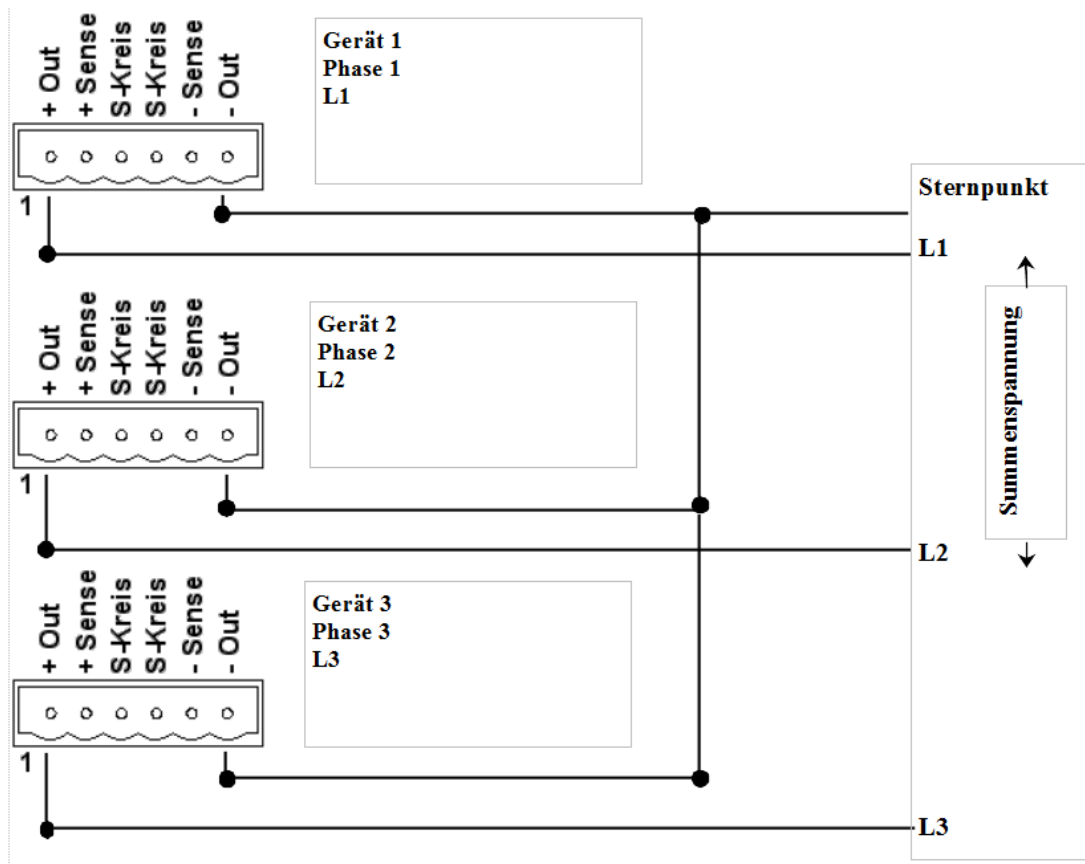 + Out
+ Sense
S-Kreis
S-Kreis
- Sense
- Out
1
Gerät 1
Phase 1
L1
Sternpunkt
L1
+ Out
+ Sense
S-Kreis
S-Kreis
- Sense
- Out
1
Gerät 2
Phase 2
L2
Summenspannung
L2
+ Out
+ Sense
S-Kreis
S-Kreis
- Sense
- Out
1
Gerät 3
Phase 3
L3
L3